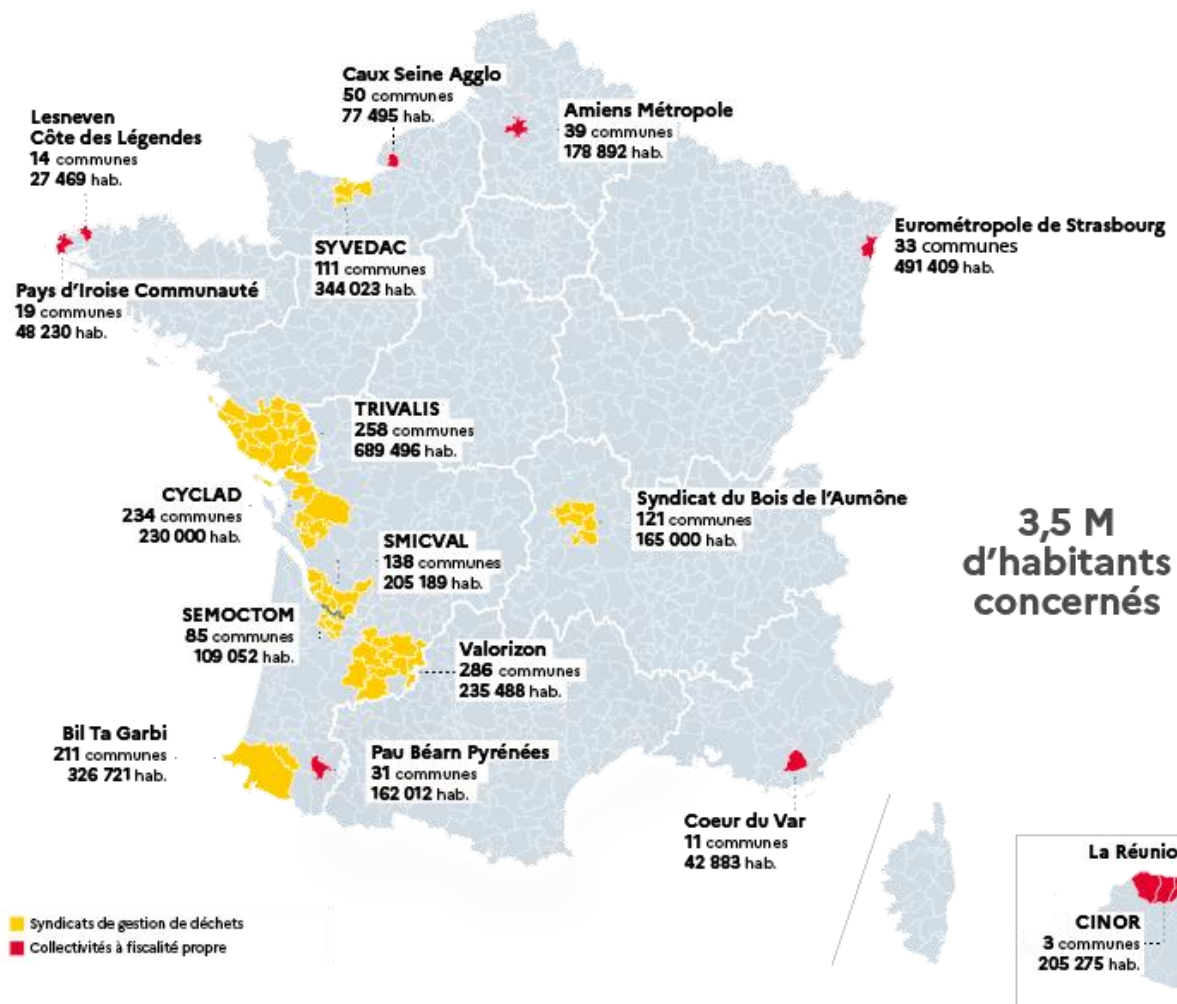 Caux Seine Agglo
50 communes
77 495 hab.
Amiens Métropole
39 communes
178 892 hab.
Lesneven
Côte des Légendes
14 communes
27 469 hab.
Eurométropole de Strasbourg
33 communes
491 409 hab.
SYVEDAC
111 communes
344 023 hab.
Pays d’Iroise Communauté
19 communes
48 230 hab.
TRIVALIS
258 communes
689 496 hab.
CYCLAD
234 communes
230 000 hab.
Syndicat du Bois de l’Aumône
121 communes
165 000 hab.
3,5 M
d’habitants
concernés
SMICVAL
138 communes
205 189 hab.
SEMOCTOM
85 communes
109 052 hab.
Valorizon
286 communes
235 488 hab.
Bil Ta Garbi
211 communes
326 721 hab.
Pau Béarn Pyrénées
31 communes
162 012 hab.
Coeur du Var
11 communes
42 883 hab.
La Réunio
CINOR
3 communes
205 275 hab.
Syndicats de gestion de déchets
Collectivités à fiscalité propre